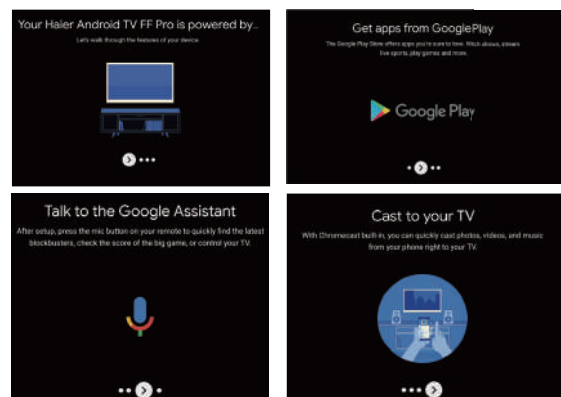 Your Haier Android TV FF Pro is powered by...
Let's walk through the features of your device.
Get apps from GooglePlay
The Google Play Store offers apps you're sure to love. Witch shows, stream
live sports, play games and more.
Google Play
Talk to the Google Assistant
After setup, press the mic button on your remote to quickly find the latest
blockbusters, check the score of the big game, or control your TV.
Cast to your TV
With Chromecast built-in, you can quickly cast photos, videos, and music
from your phone right to your TV.